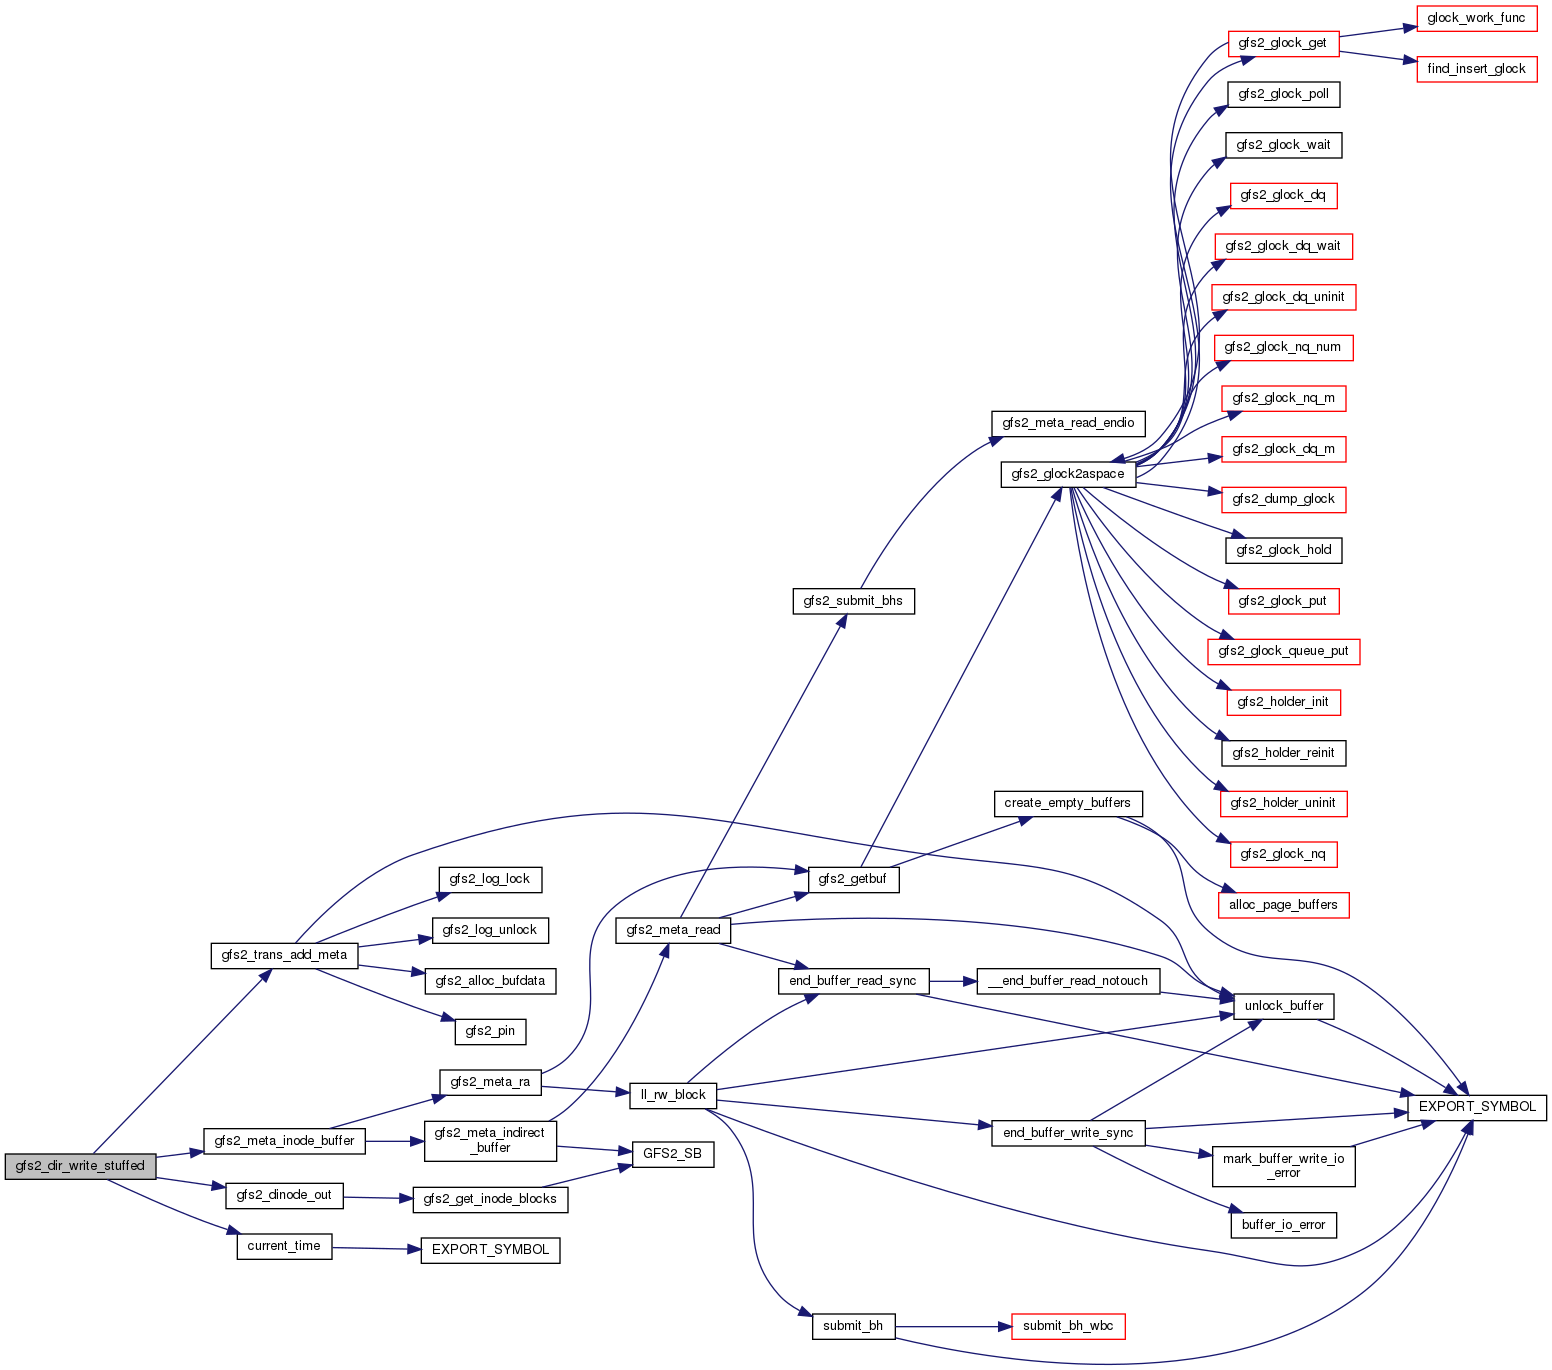 glock_work_func
gfs2_glock_get
find_insert_glock
gfs2_glock_poll
gfs2_glock_wait
gfs2_glock_dq
gfs2_glock_dq_wait
gfs2_glock_dq_uninit
gfs2_glock_nq_num
gfs2_glock_nq_m
gfs2_meta_read_endio
gfs2_glock_dq_m
gfs2_glock2aspace
gfs2_dump_glock
gfs2_glock_hold
gfs2_submit_bhs
gfs2_glock_put
gfs2_glock_queue_put
gfs2_holder_init
gfs2_holder_reinit
create_empty_buffers
gfs2_holder_uninit
gfs2_glock_nq
gfs2_log_lock
gfs2_getbuf
alloc_page_buffers
gfs2_log_unlock
gfs2_meta_read
gfs2_trans_add_meta
gfs2_alloc_bufdata
end_buffer_read_sync
__end_buffer_read_notouch
unlock_buffer
gfs2_pin
gfs2_meta_ra
ll_rw_block
EXPORT_SYMBOL
gfs2_meta_inode_buffer
gfs2_meta_indirect
_buffer
end_buffer_write_sync
GFS2_SB
mark_buffer_write_io
_error
gfs2_dir_write_stuffed
gfs2_dinode_out
gfs2_get_inode_blocks
buffer_io_error
current_time
EXPORT_SYMBOL
submit_bh
submit_bh_wbc